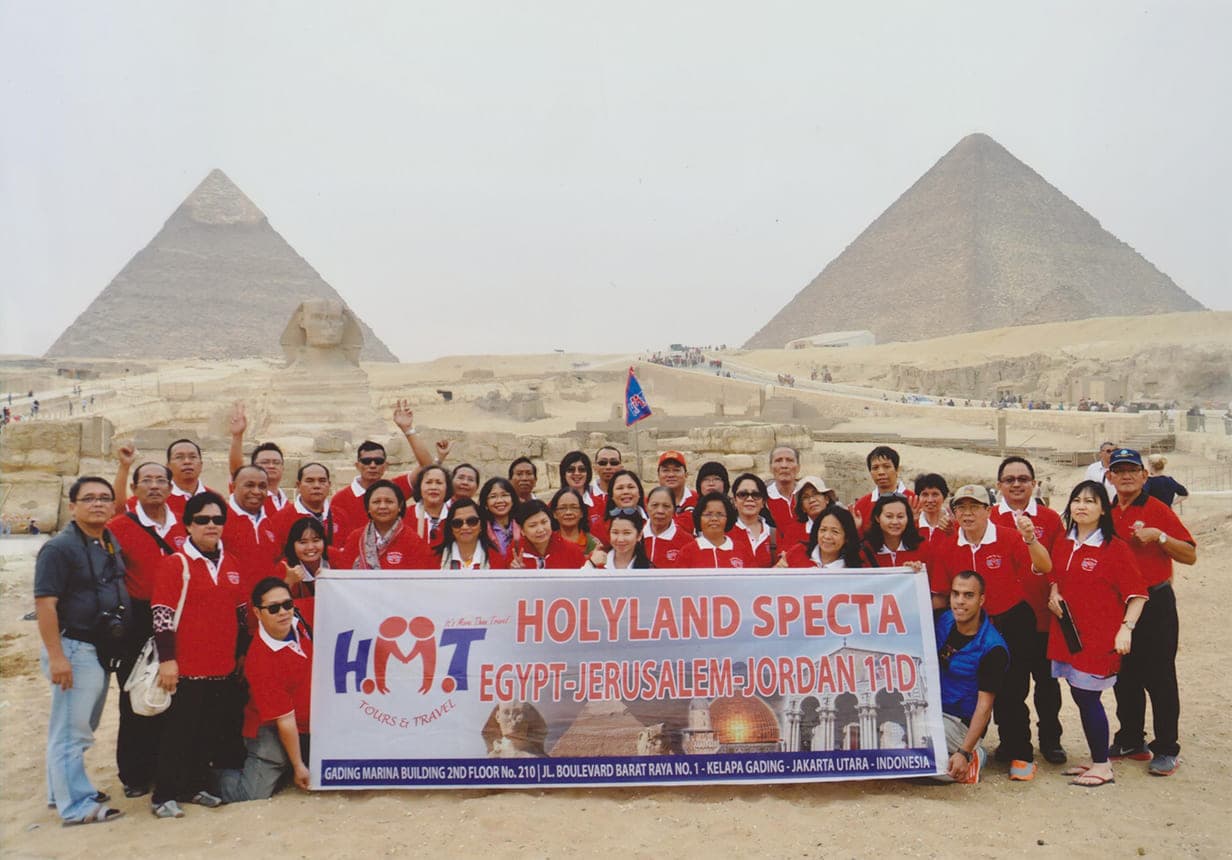 H.M.T
It's More Than Travel
TOURS & TRAVEL
HOLYLAND SPECTA
EGYPT-JERUSALEM-JORDAN 11D
GADING MARINA BUILDING 2ND FLOOR No. 210 | JL. BOULEVARD BARAT RAYA NO. 1 - KELAPA GADING - JAKARTA UTARA - INDONESIA